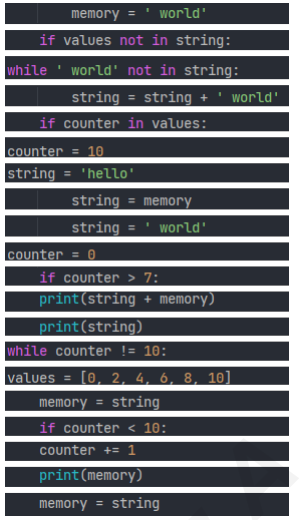 memory = ' world'
if values not in string:
while ' world' not in string:
string = string + ' world'
if counter in values:
counter = 10
string = 'hello'
string = memory
string = ' world'
counter = 0
if counter > 7:
print(string + memory)
print(string)
while counter != 10:
values = [0, 2, 4, 6, 8, 10]
memory = string
if counter < 10:
counter += 1
print(memory)
memory = string